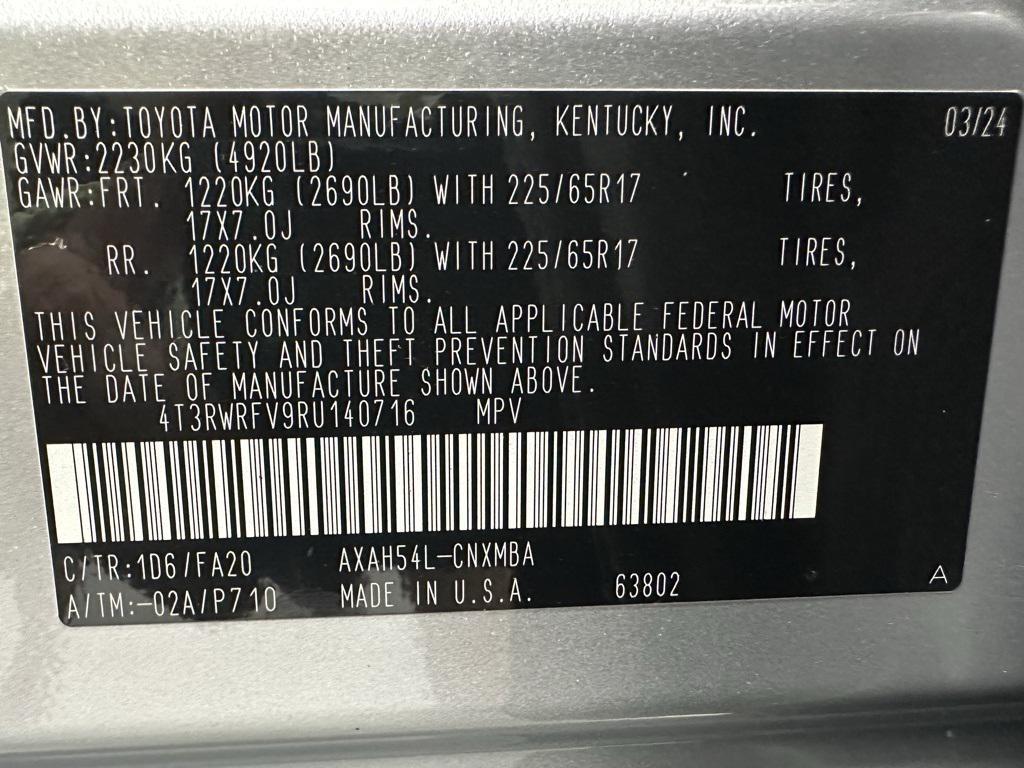 MFD.BY:TOYOTA MOTOR MANUFACTURING, KENTUCKY, INC. 03/24
GVWR:2230KG (4920LB)
GAWR:FRT. 1220KG (2690LB) WITH 225/65R17 TIRES,
17X7.0J RIMS.
RR. 1220KG (2690LB) WITH 225/65R17 TIRES,
17X7.0J RIMS.
THIS VEHICLE CONFORMS TO ALL APPLICABLE FEDERAL MOTOR
VEHICLE SAFETY AND THEFT PREVENTION STANDARDS IN EFFECT ON
THE DATE OF MANUFACTURE SHOWN ABOVE.
4T3RWRFV9RU140716 MPV
C/TR:1D6/FA20 AXAH54L-CNXMBA
A/TM:-02A/P710 MADE IN U.S.A. 63802 A